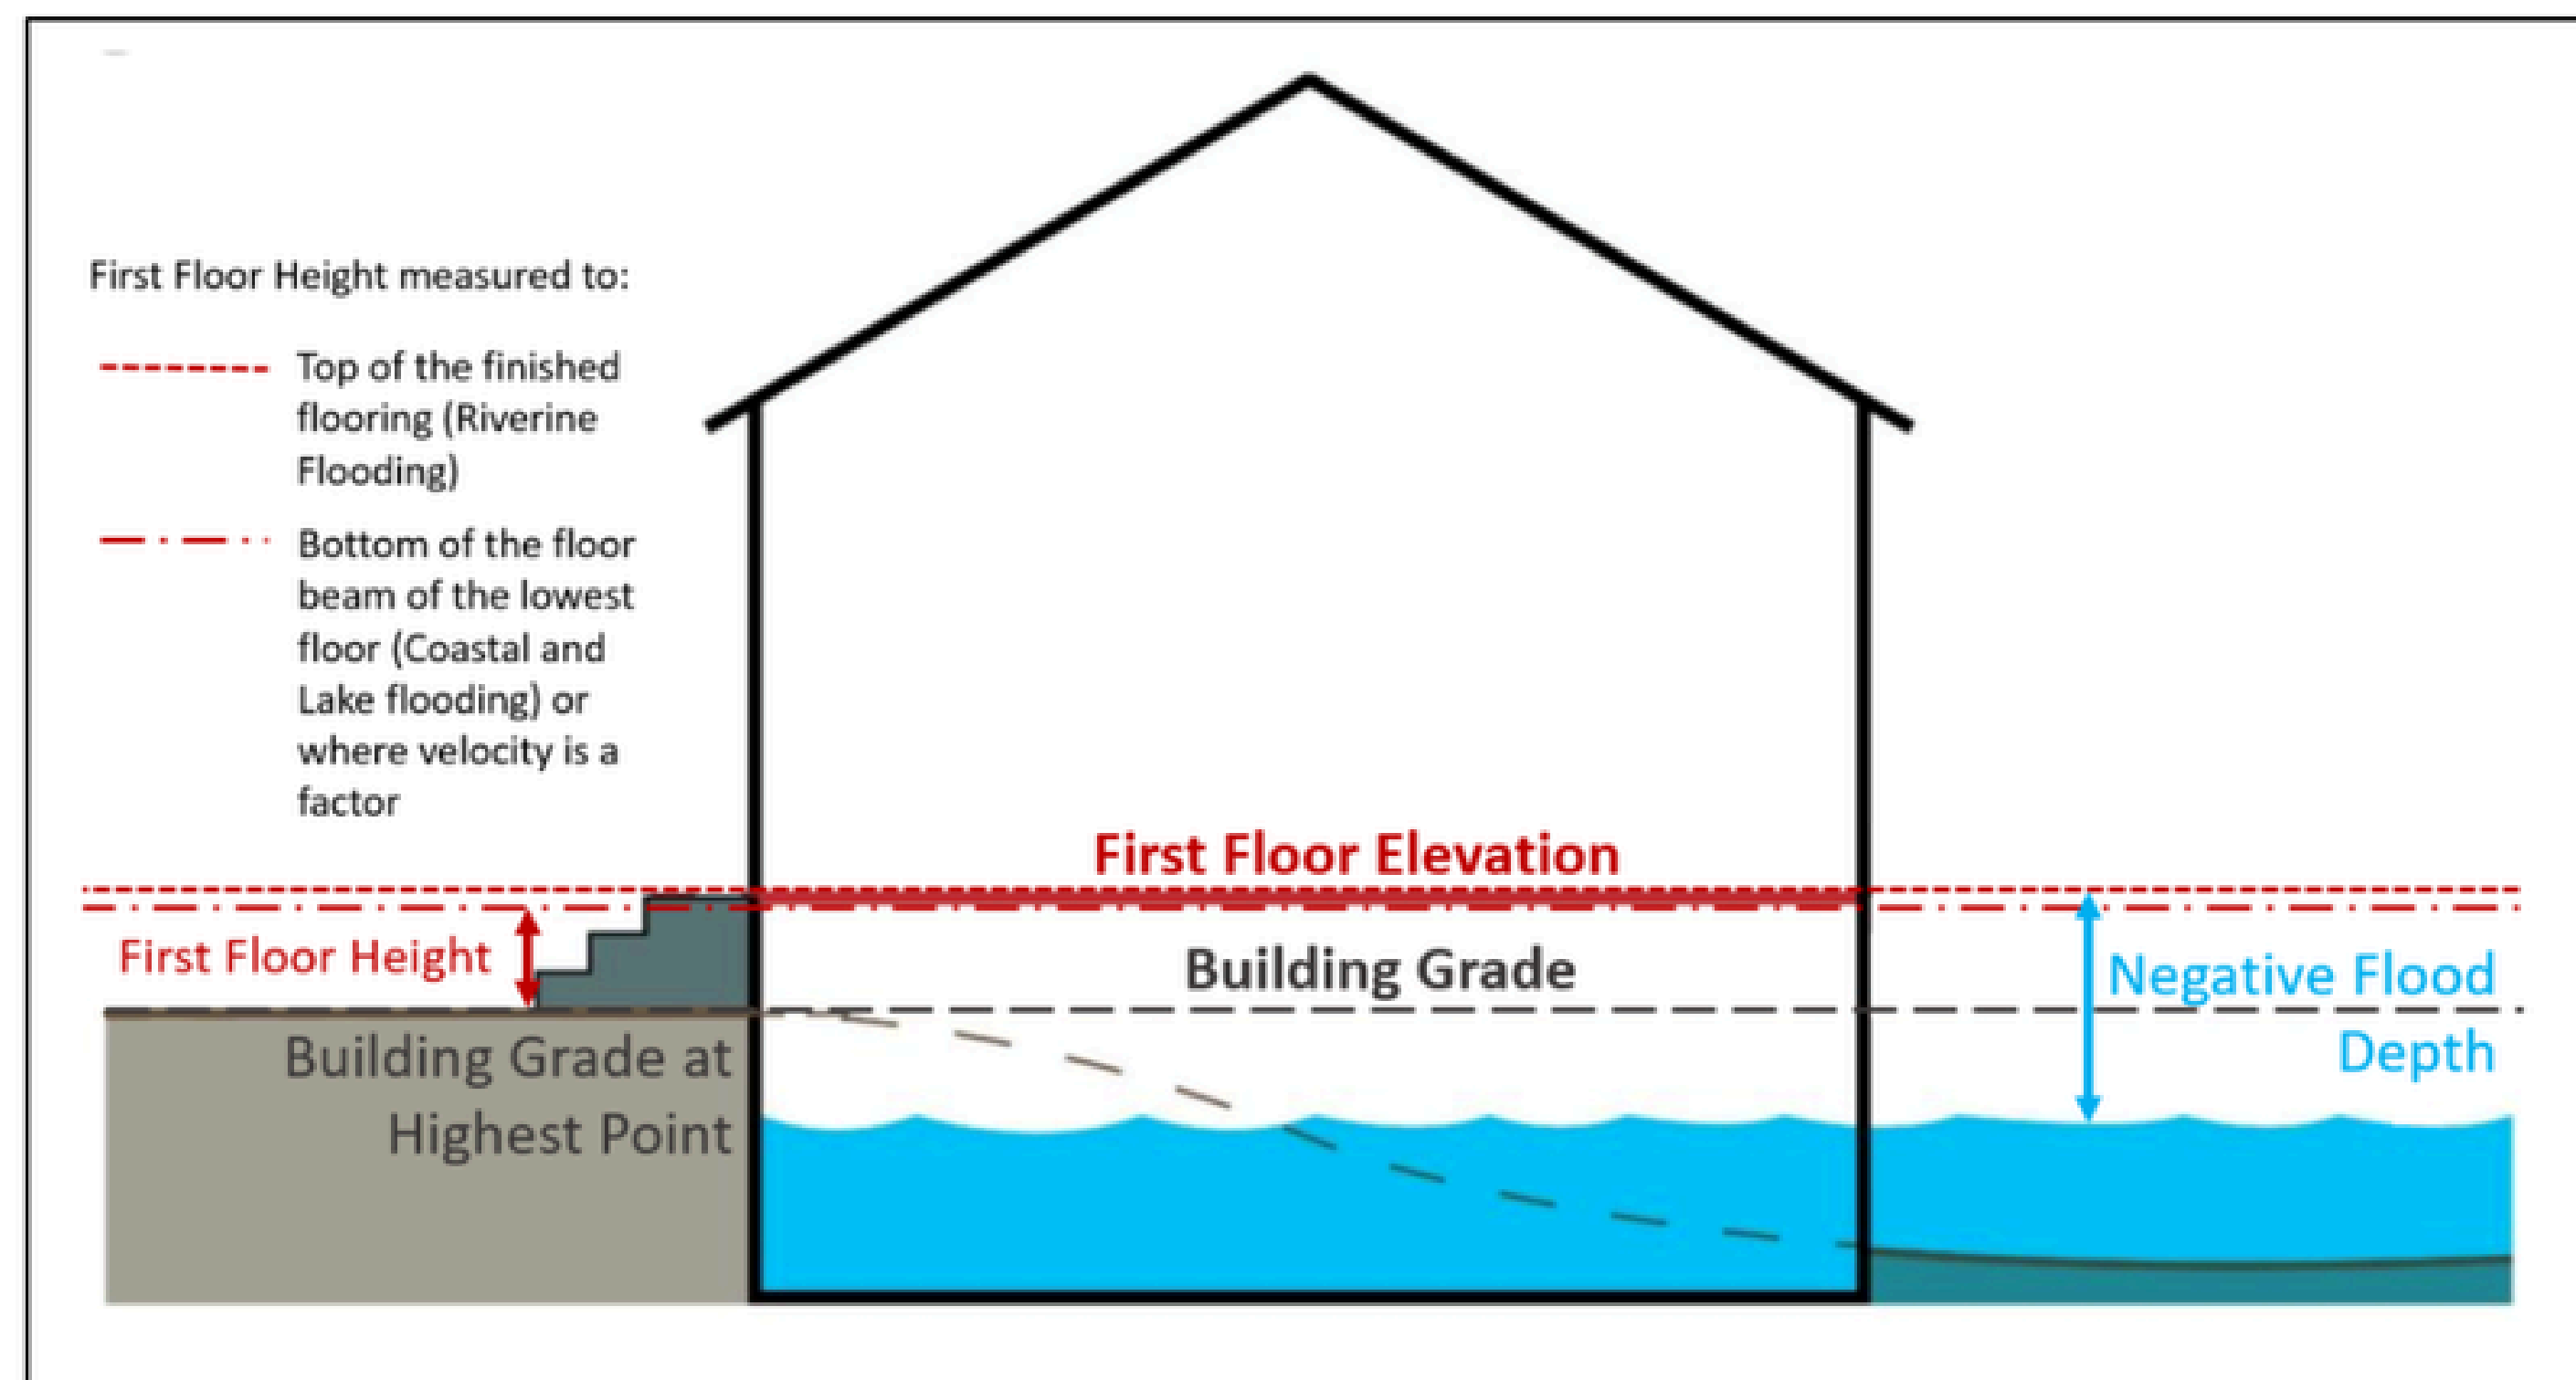 First Floor Height measured to:
Top of the finished
flooring (Riverine
Flooding)
Bottom of the floor
beam of the lowest
floor (Coastal and
Lake flooding) or
where velocity is a
factor
First Floor Elevation
First Floor Height
Building Grade
Negative Flood
Depth
Building Grade at
Highest Point